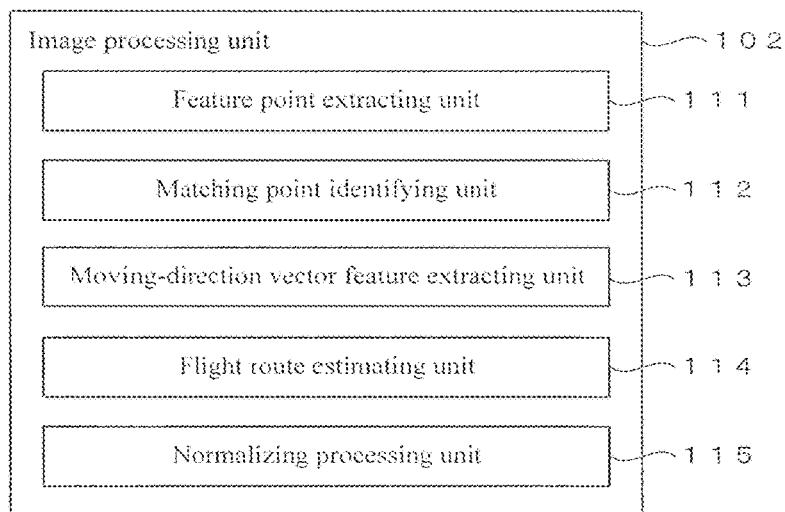 Image processing unit １０２
Feature point extracting unit １１１
Matching point identifying unit １１２
Moving-direction vector feature extracting unit １１３
Flight route estimating unit １１４
Normalizing processing unit １１５